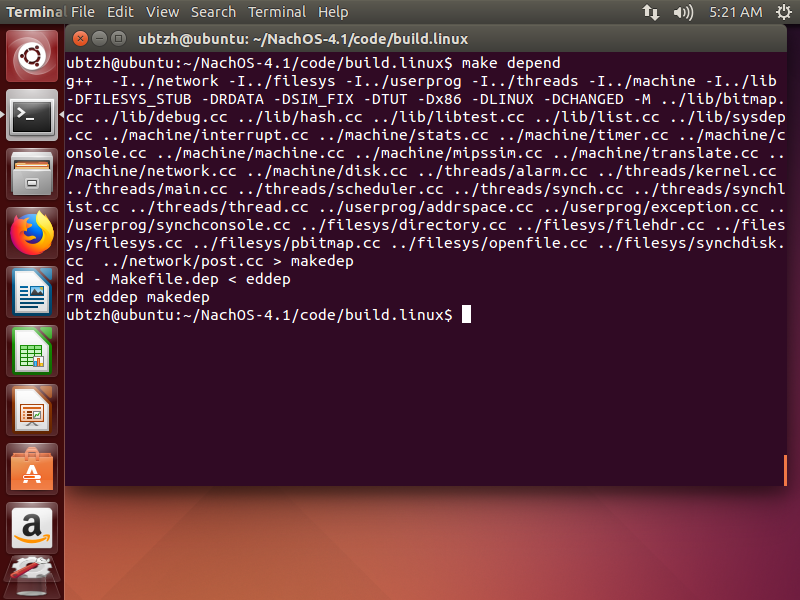 Terminal File Edit View Search Terminal Help 5:21 AM
ubtzh@ubuntu: ~/NachOS-4.1/code/build.linux
ubtzh@ubuntu:~/NachOS-4.1/code/build.linux$ make depend
g++  -I../network -I../filesys -I../userprog -I../threads -I../machine -I../lib
-DFILESYS_STUB -DRDATA -DSIM_FIX -DTUT -Dx86 -DLINUX -DCHANGED -M ../lib/bitmap.
cc ../lib/debug.cc ../lib/hash.cc ../lib/libtest.cc ../lib/list.cc ../lib/sysdep
.cc ../machine/interrupt.cc ../machine/stats.cc ../machine/timer.cc ../machine/c
onsole.cc ../machine/machine.cc ../machine/mipssim.cc ../machine/translate.cc ..
/machine/network.cc ../machine/disk.cc ../threads/alarm.cc ../threads/kernel.cc
../threads/main.cc ../threads/scheduler.cc ../threads/synch.cc ../threads/synchl
ist.cc ../threads/thread.cc ../userprog/addrspace.cc ../userprog/exception.cc ..
/userprog/synchconsole.cc ../filesys/directory.cc ../filesys/filehdr.cc ../files
ys/filesys.cc ../filesys/pbitmap.cc ../filesys/openfile.cc ../filesys/synchdisk.
cc  ../network/post.cc > makedep
ed - Makefile.dep < eddep
rm eddep makedep
ubtzh@ubuntu:~/NachOS-4.1/code/build.linux$